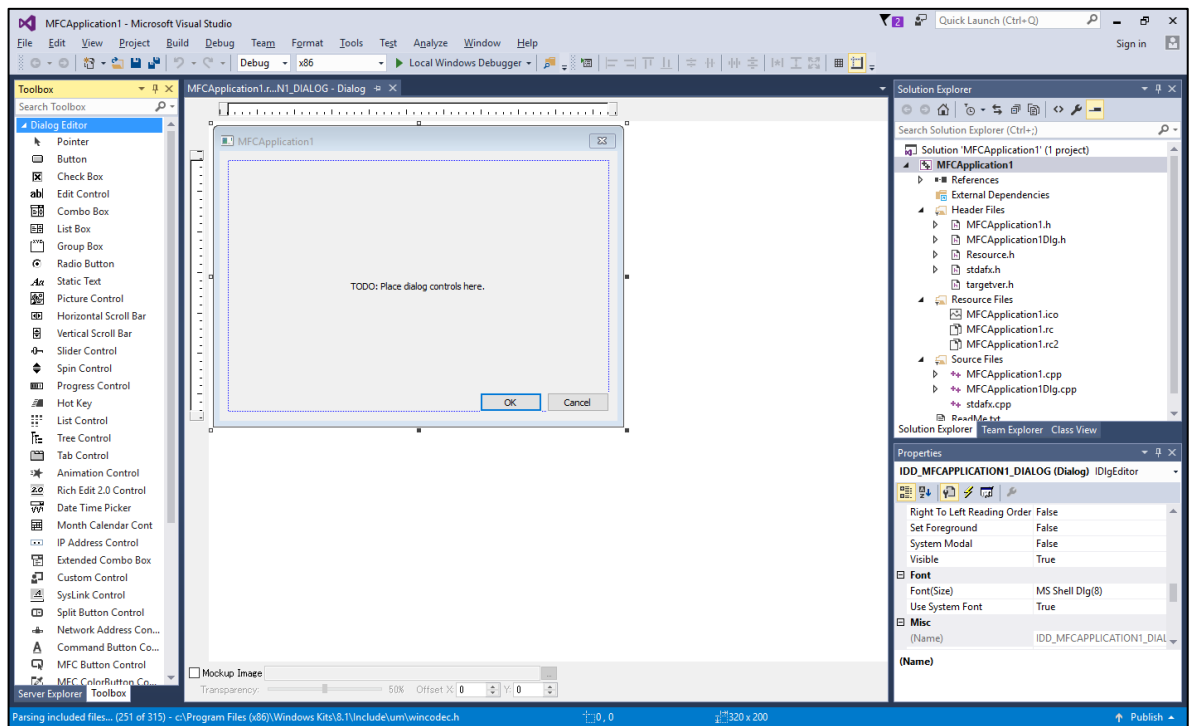 MFCApplication1 - Microsoft Visual Studio
2
Quick Launch (Ctrl+Q)
File Edit View Project Build Debug Team Format Tools Test Analyze Window Help
Sign in
Debug x86 Local Windows Debugger
Toolbox
Search Toolbox
Dialog Editor
Pointer
Button
Check Box
Edit Control
Combo Box
List Box
Group Box
Radio Button
Static Text
Picture Control
Horizontal Scroll Bar
Vertical Scroll Bar
Slider Control
Spin Control
Progress Control
Hot Key
List Control
Tree Control
Tab Control
Animation Control
Rich Edit 2.0 Control
Date Time Picker
Month Calendar Cont
IP Address Control
Extended Combo Box
Custom Control
SysLink Control
Split Button Control
Network Address Con...
Command Button Co...
MFC Button Control
MFC ColorButton Co...
Server Explorer Toolbox
MFCApplication1.r...N1_DIALOG - Dialog
MFCApplication1
TODO: Place dialog controls here.
OK Cancel
Mockup Image ...
Transparency: 50% Offset X: 0 Y: 0
Solution Explorer
Search Solution Explorer (Ctrl+;)
Solution 'MFCApplication1' (1 project)
MFCApplication1
References
External Dependencies
Header Files
MFCApplication1.h
MFCApplication1Dlg.h
Resource.h
stdafx.h
targetver.h
Resource Files
MFCApplication1.ico
MFCApplication1.rc
MFCApplication1.rc2
Source Files
MFCApplication1.cpp
MFCApplication1Dlg.cpp
stdafx.cpp
ReadMe.txt
Solution Explorer Team Explorer Class View
Properties
IDD_MFCAPPLICATION1_DIALOG (Dialog) IDlgEditor
Right To Left Reading Order False
Set Foreground False
System Modal False
Visible True
Font
Font(Size) MS Shell Dlg(8)
Use System Font True
Misc
(Name) IDD_MFCAPPLICATION1_DIAL
(Name)
Parsing included files... (251 of 315) - c:\Program Files (x86)\Windows Kits\8.1\Include\um\wincodec.h 0, 0 320 x 200 Publish